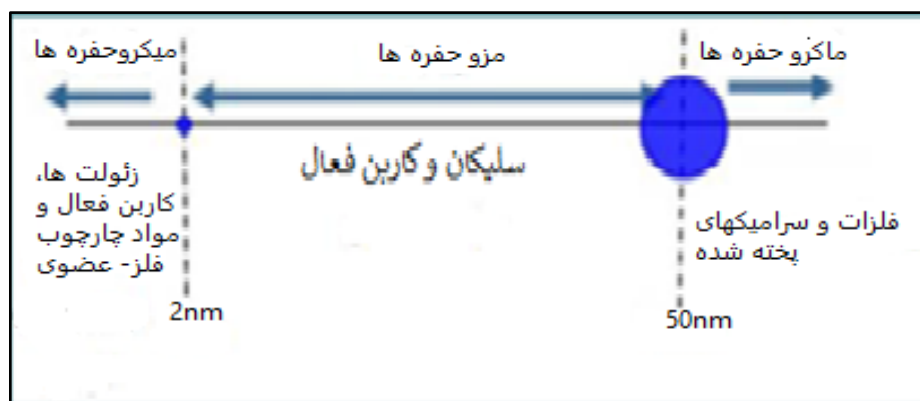 میکروحفره ها
مزو حفره ها
ماکرو حفره ها
سلیکان و کاربن فعال
زئولت ها،
کاربن فعال و
مواد چارچوب
فلز- عضوی
فلزات و سرامیکهای
پخته شده
2nm
50nm